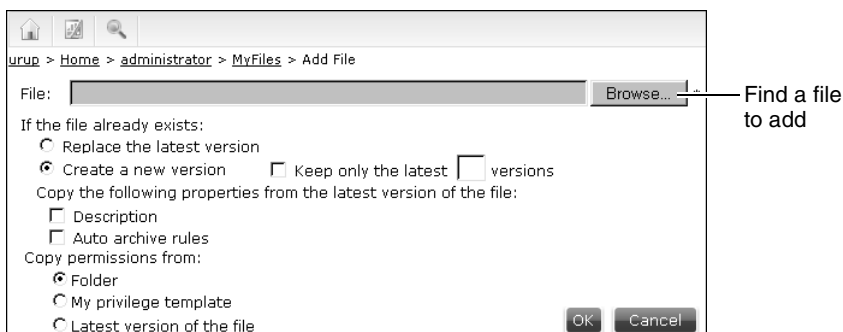 urup > Home > administrator > MyFiles > Add File
File: Browse... *
Find a file
to add
If the file already exists:
Replace the latest version
Create a new version Keep only the latest versions
Copy the following properties from the latest version of the file:
Description
Auto archive rules
Copy permissions from:
Folder
My privilege template
Latest version of the file
OK Cancel